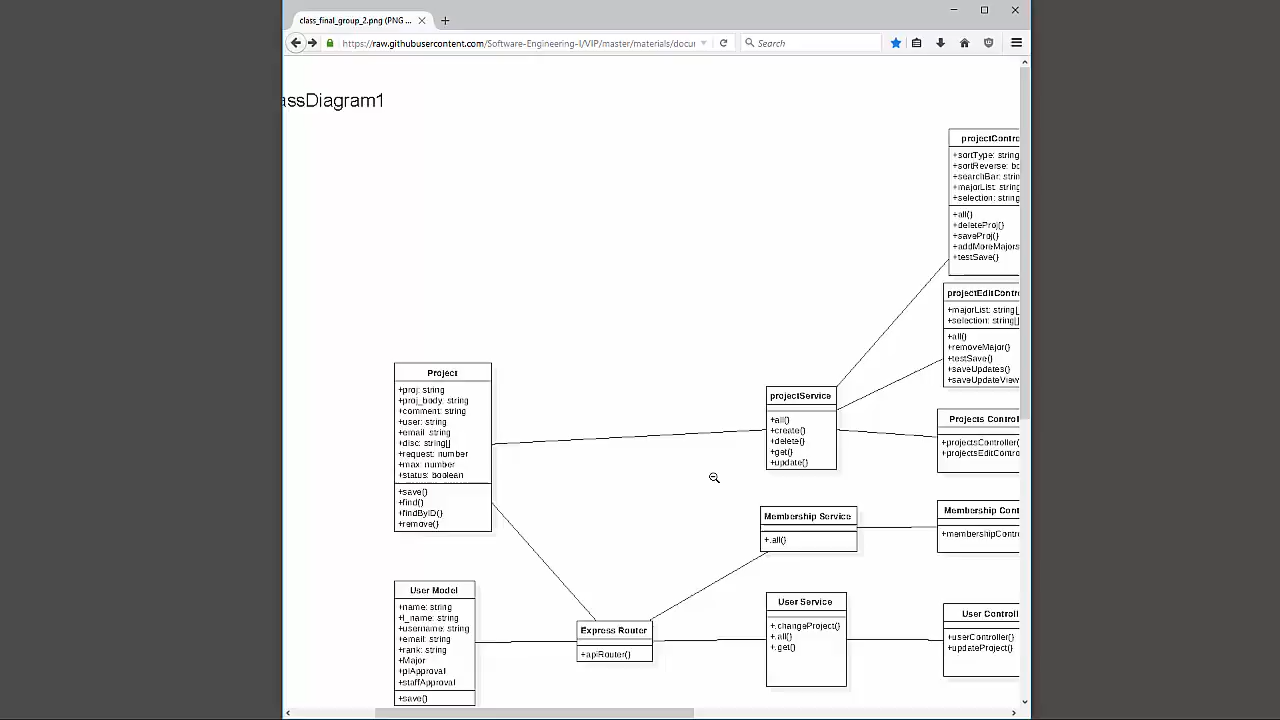 class_final_group_2.png (PNG ...
https://raw.githubusercontent.com/Software-Engineering-I/VIP/master/materials/docu
Search
assDiagram1
projectContro
+sortType: string
+sortReverse: bo
+searchBar: strin
+majorList: string
+selection: string
+all()
+deleteProj()
+saveProj()
+addMoreMajors
+testSave()
projectEditContro
+majorList: string[]
+selection: string[]
+all()
+removeMajor()
+testSave()
+saveUpdates()
+saveUpdateView
Project
+proj: string
+proj_body: string
+comment: string
+user: string
+email: string
+disc: string[]
+request: number
+max: number
+status: boolean
+save()
+find()
+findByID()
+remove()
projectService
+all()
+create()
+delete()
+get()
+update()
Projects Control
+projectsController(
+projectsEditContro
Membership Service
+.all()
Membership Cont
+membershipContr
User Model
+name: string
+l_name: string
+username: string
+email: string
+rank: string
+Major
+piApproval
+staffApproval
+save()
Express Router
+apiRouter()
User Service
+.changeProject()
+.all()
+.get()
User Controll
+userController()
+updateProject()